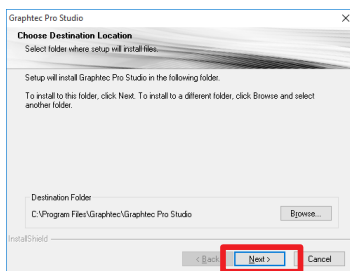 Graphtec Pro Studio
Choose Destination Location
Select folder where setup will install files.
Setup will install Graphtec Pro Studio in the following folder.
To install to this folder, click Next. To install to a different folder, click Browse and select
another folder.
Destination Folder
C:\Program Files\Graphtec\Graphtec Pro Studio
Browse...
InstallShield
< Back
Next >
Cancel